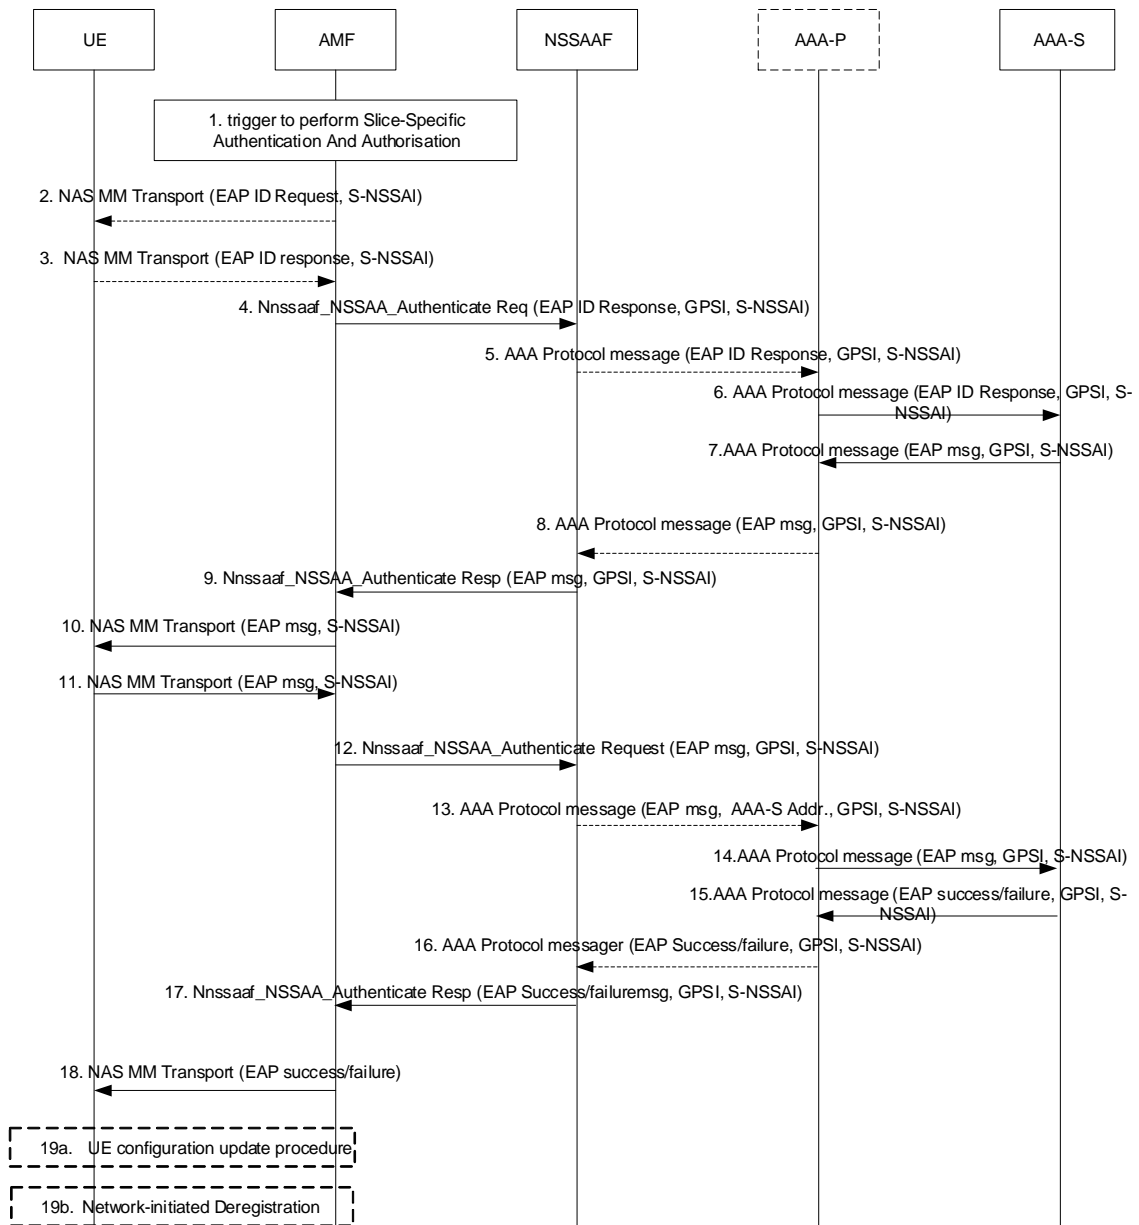 UE
AMF
NSSAAF
AAA-P
AAA-S
1. trigger to perform Slice-Specific
Authentication And Authorisation
2. NAS MM Transport (EAP ID Request, S-NSSAI)
3. NAS MM Transport (EAP ID response, S-NSSAI)
4. Nnssaaf_NSSAA_Authenticate Req (EAP ID Response, GPSI, S-NSSAI)
5. AAA Protocol message (EAP ID Response, GPSI, S-NSSAI)
6. AAA Protocol message (EAP ID Response, GPSI, S-
NSSAI)
7.AAA Protocol message (EAP msg, GPSI, S-NSSAI)
8. AAA Protocol message (EAP msg, GPSI, S-NSSAI)
9. Nnssaaf_NSSAA_Authenticate Resp (EAP msg, GPSI, S-NSSAI)
10. NAS MM Transport (EAP msg, S-NSSAI)
11. NAS MM Transport (EAP msg, S-NSSAI)
12. Nnssaaf_NSSAA_Authenticate Request (EAP msg, GPSI, S-NSSAI)
13. AAA Protocol message (EAP msg, AAA-S Addr., GPSI, S-NSSAI)
14.AAA Protocol message (EAP msg, GPSI, S-NSSAI)
15.AAA Protocol message (EAP success/failure, GPSI, S-
NSSAI)
16. AAA Protocol messager (EAP Success/failure, GPSI, S-NSSAI)
17. Nnssaaf_NSSAA_Authenticate Resp (EAP Success/failuremsg, GPSI, S-NSSAI)
18. NAS MM Transport (EAP success/failure)
19a. UE configuration update procedure
19b. Network-initiated Deregistration